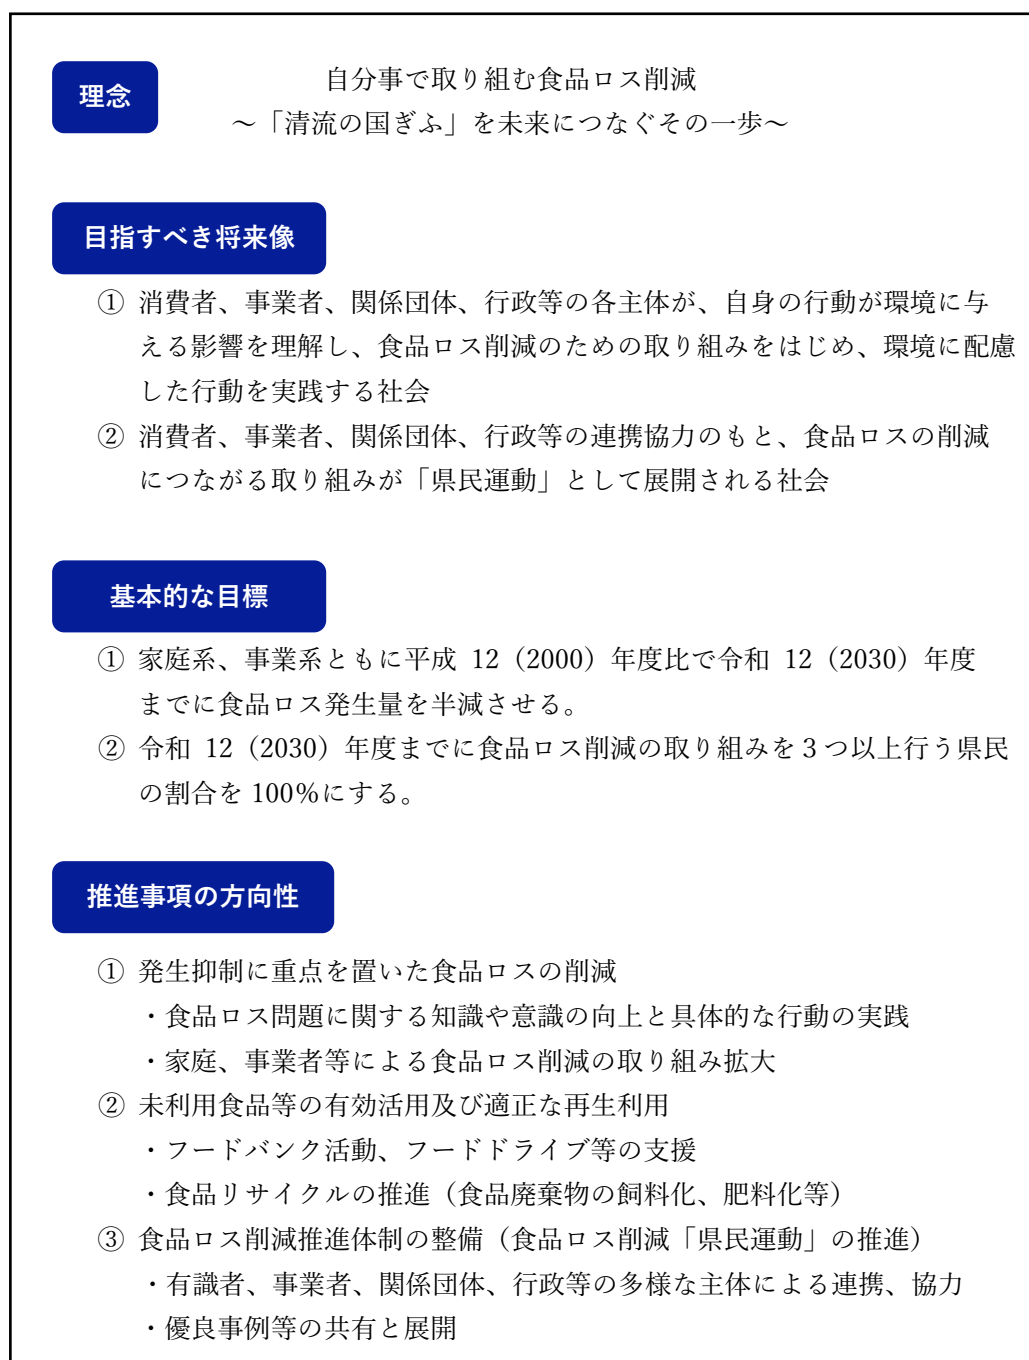 理念
自分事で取り組む食品ロス削減
～「清流の国ぎふ」を未来につなぐその一歩～
目指すべき将来像
① 消費者、事業者、関係団体、行政等の各主体が、自身の行動が環境に与
える影響を理解し、食品ロス削減のための取り組みをはじめ、環境に配慮
した行動を実践する社会
② 消費者、事業者、関係団体、行政等の連携協力のもと、食品ロスの削減
につながる取り組みが「県民運動」として展開される社会
基本的な目標
① 家庭系、事業系ともに平成 12（2000）年度比で令和 12（2030）年度
までに食品ロス発生量を半減させる。
② 令和 12（2030）年度までに食品ロス削減の取り組みを３つ以上行う県民
の割合を 100％にする。
推進事項の方向性
① 発生抑制に重点を置いた食品ロスの削減
・食品ロス問題に関する知識や意識の向上と具体的な行動の実践
・家庭、事業者等による食品ロス削減の取り組み拡大
② 未利用食品等の有効活用及び適正な再生利用
・フードバンク活動、フードドライブ等の支援
・食品リサイクルの推進（食品廃棄物の飼料化、肥料化等）
③ 食品ロス削減推進体制の整備（食品ロス削減「県民運動」の推進）
・有識者、事業者、関係団体、行政等の多様な主体による連携、協力
・優良事例等の共有と展開